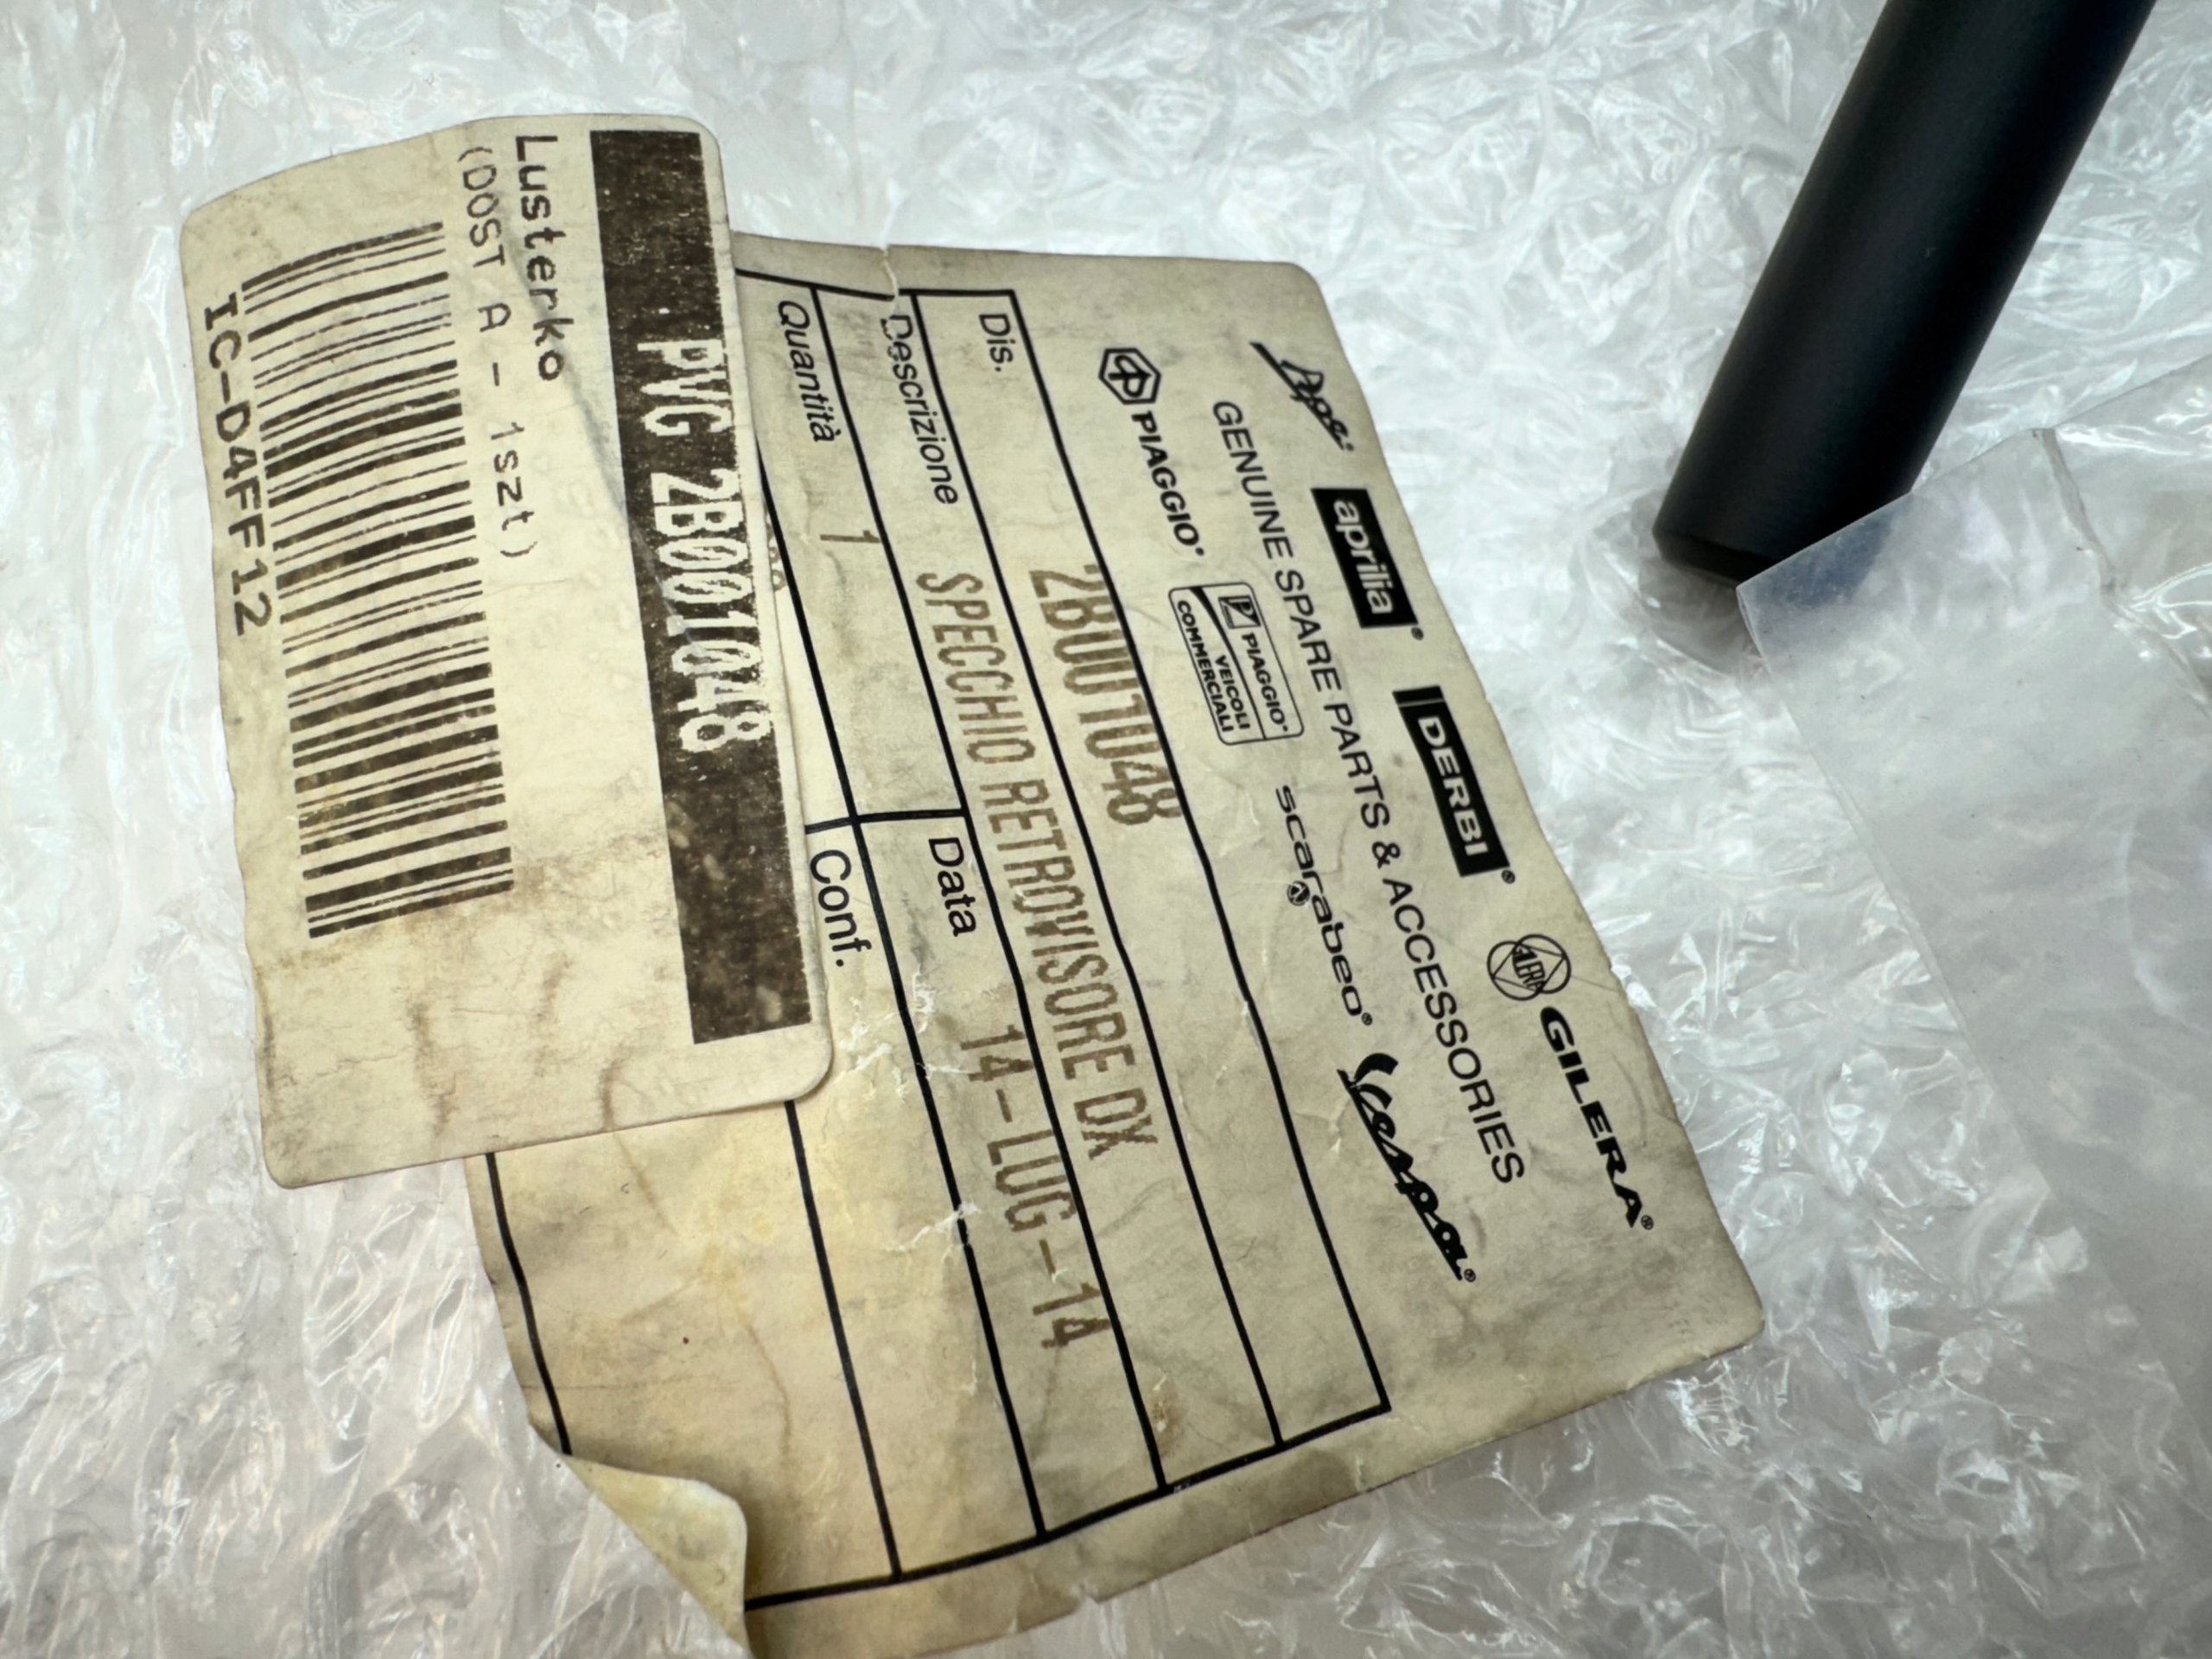 PVG 2B001048
Lusterko
(DOST A - 1szt)
IC-D4FF12
Ape® aprilia® DERBI® GILERA®
GENUINE SPARE PARTS & ACCESSORIES
PIAGGIO® PIAGGIO® VEICOLI COMMERCIALI scarabeo® Vespa®
Dis. 2B001048
Descrizione SPECCHIO RETROVISORE DX
Quantità 1 Data 14-LUG-14
Conf.